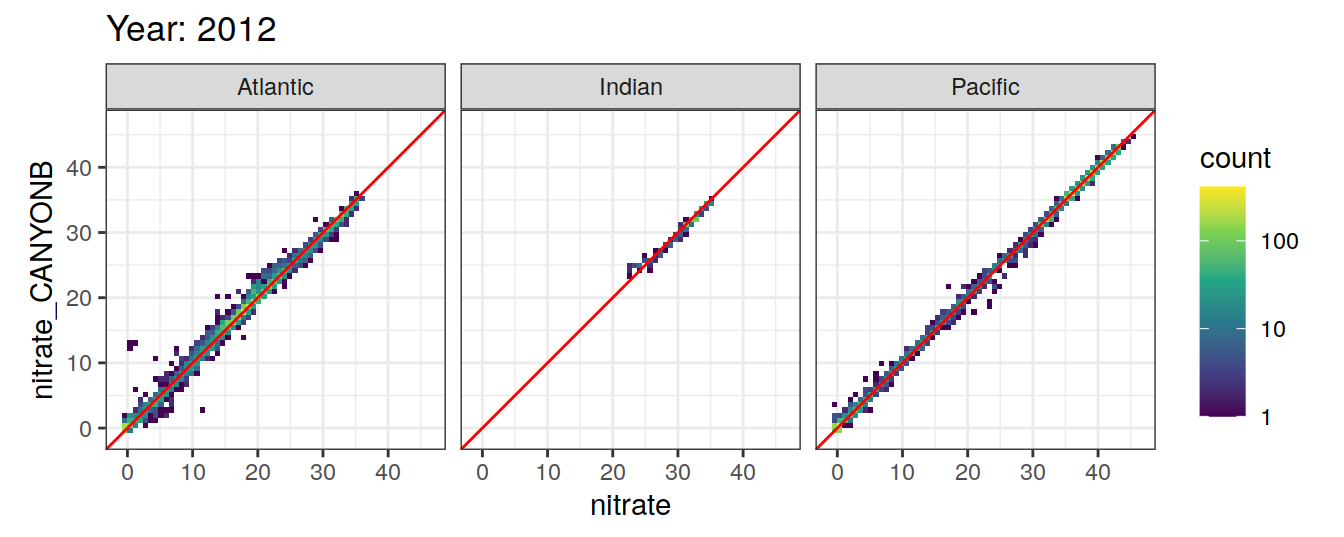 Year: 2012
Atlantic
Indian
Pacific
nitrate_CANYONB
40
30
20
10
0
0 10 20 30 40
0 10 20 30 40
0 10 20 30 40
nitrate
count
100
10
1